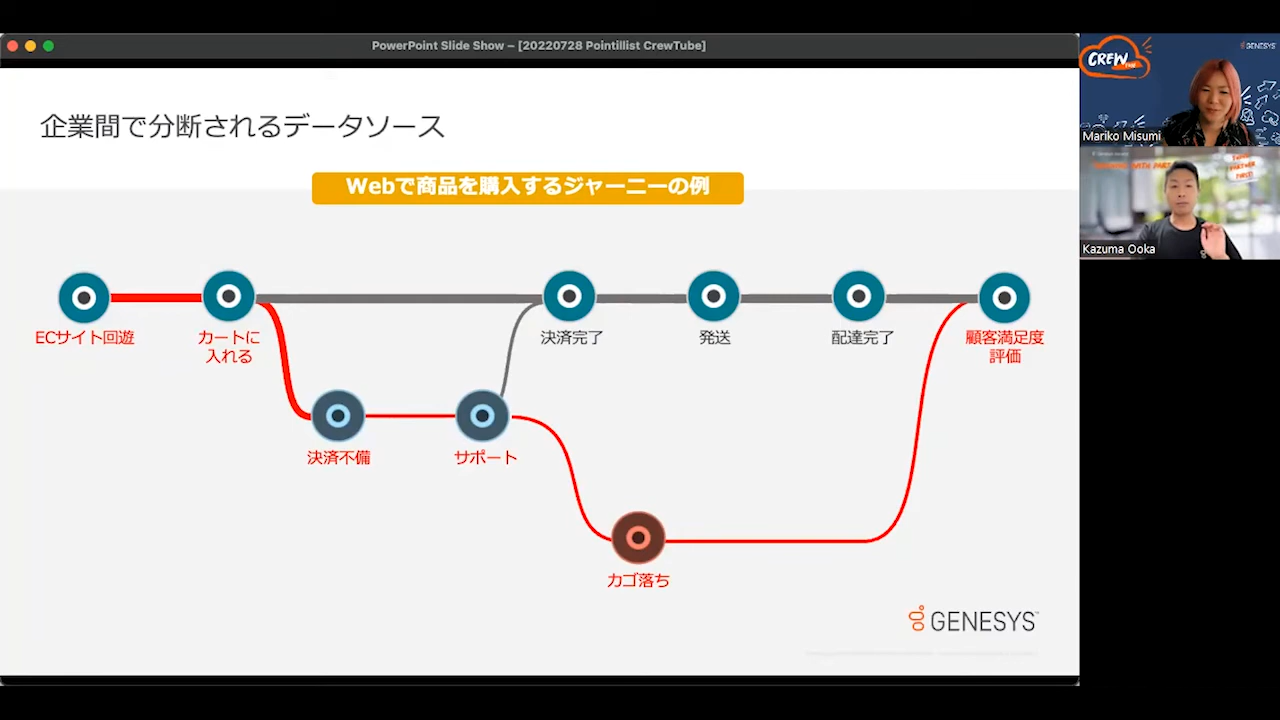 PowerPoint Slide Show – [20220728 Pointillist CrewTube]
企業間で分断されるデータソース
Webで商品を購入するジャーニーの例
ECサイト回遊
カートに
入れる
決済完了
発送
配達完了
顧客満足度
評価
決済不備
サポート
カゴ落ち
GENESYS
CREW
GENESYS
Mariko Misumi
Kazuma Ooka